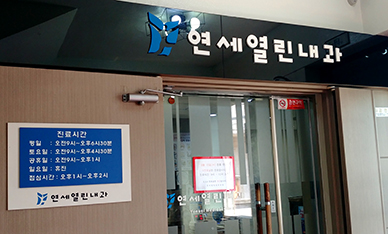 연세열린내과
진료시간
평일 : 오전9시~오후6시30분
토요일 : 오전9시~오후4시30분
공휴일 : 오전9시~오후1시
일요일 : 휴진
점심시간 : 오후1시~오후2시
연세열린내과
연세열린내과